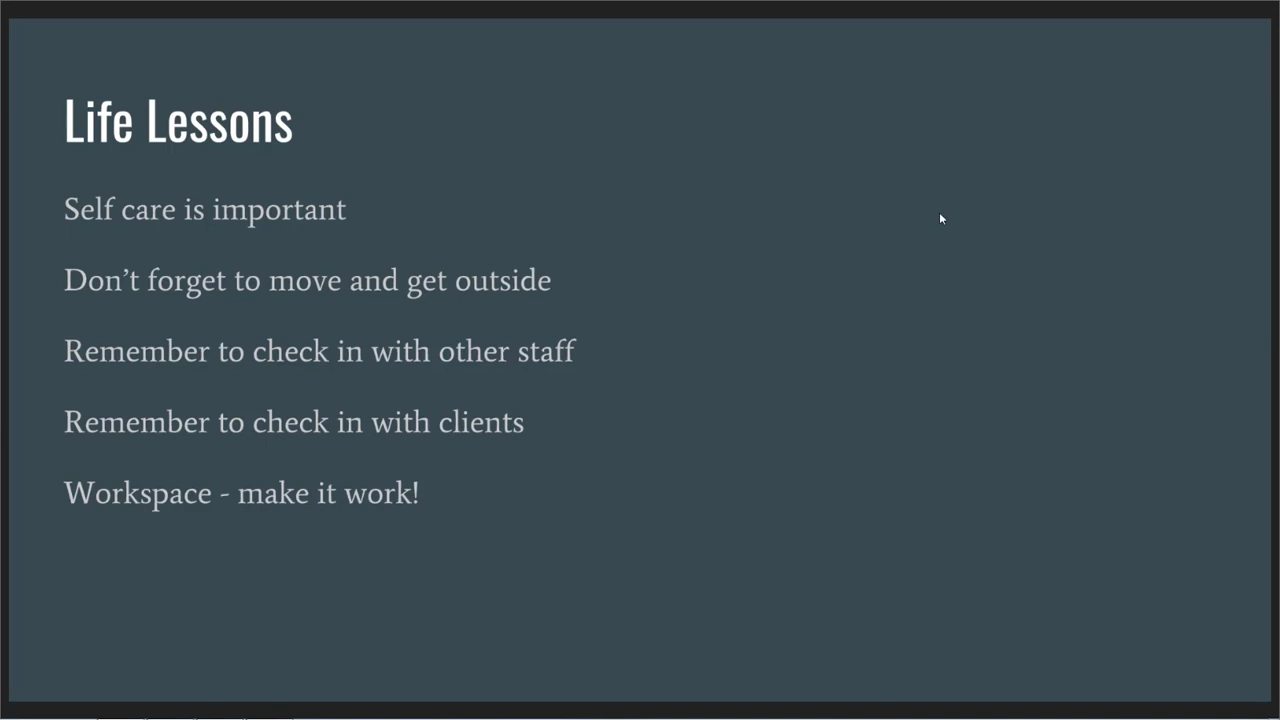 Life Lessons
Self care is important
Don’t forget to move and get outside
Remember to check in with other staff
Remember to check in with clients
Workspace - make it work!